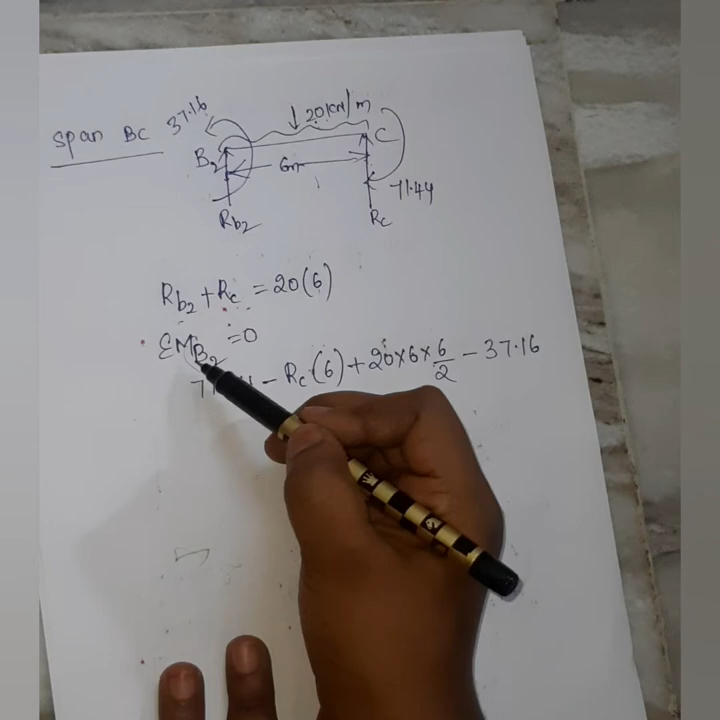 span BC
37.16
20 kN/m
B2
C
6m
71.44
Rb2
Rc
Rb2 + Rc = 20(6)
ΣMB2 = 0
- Rc(6) + 20×6×6/2 - 37.16